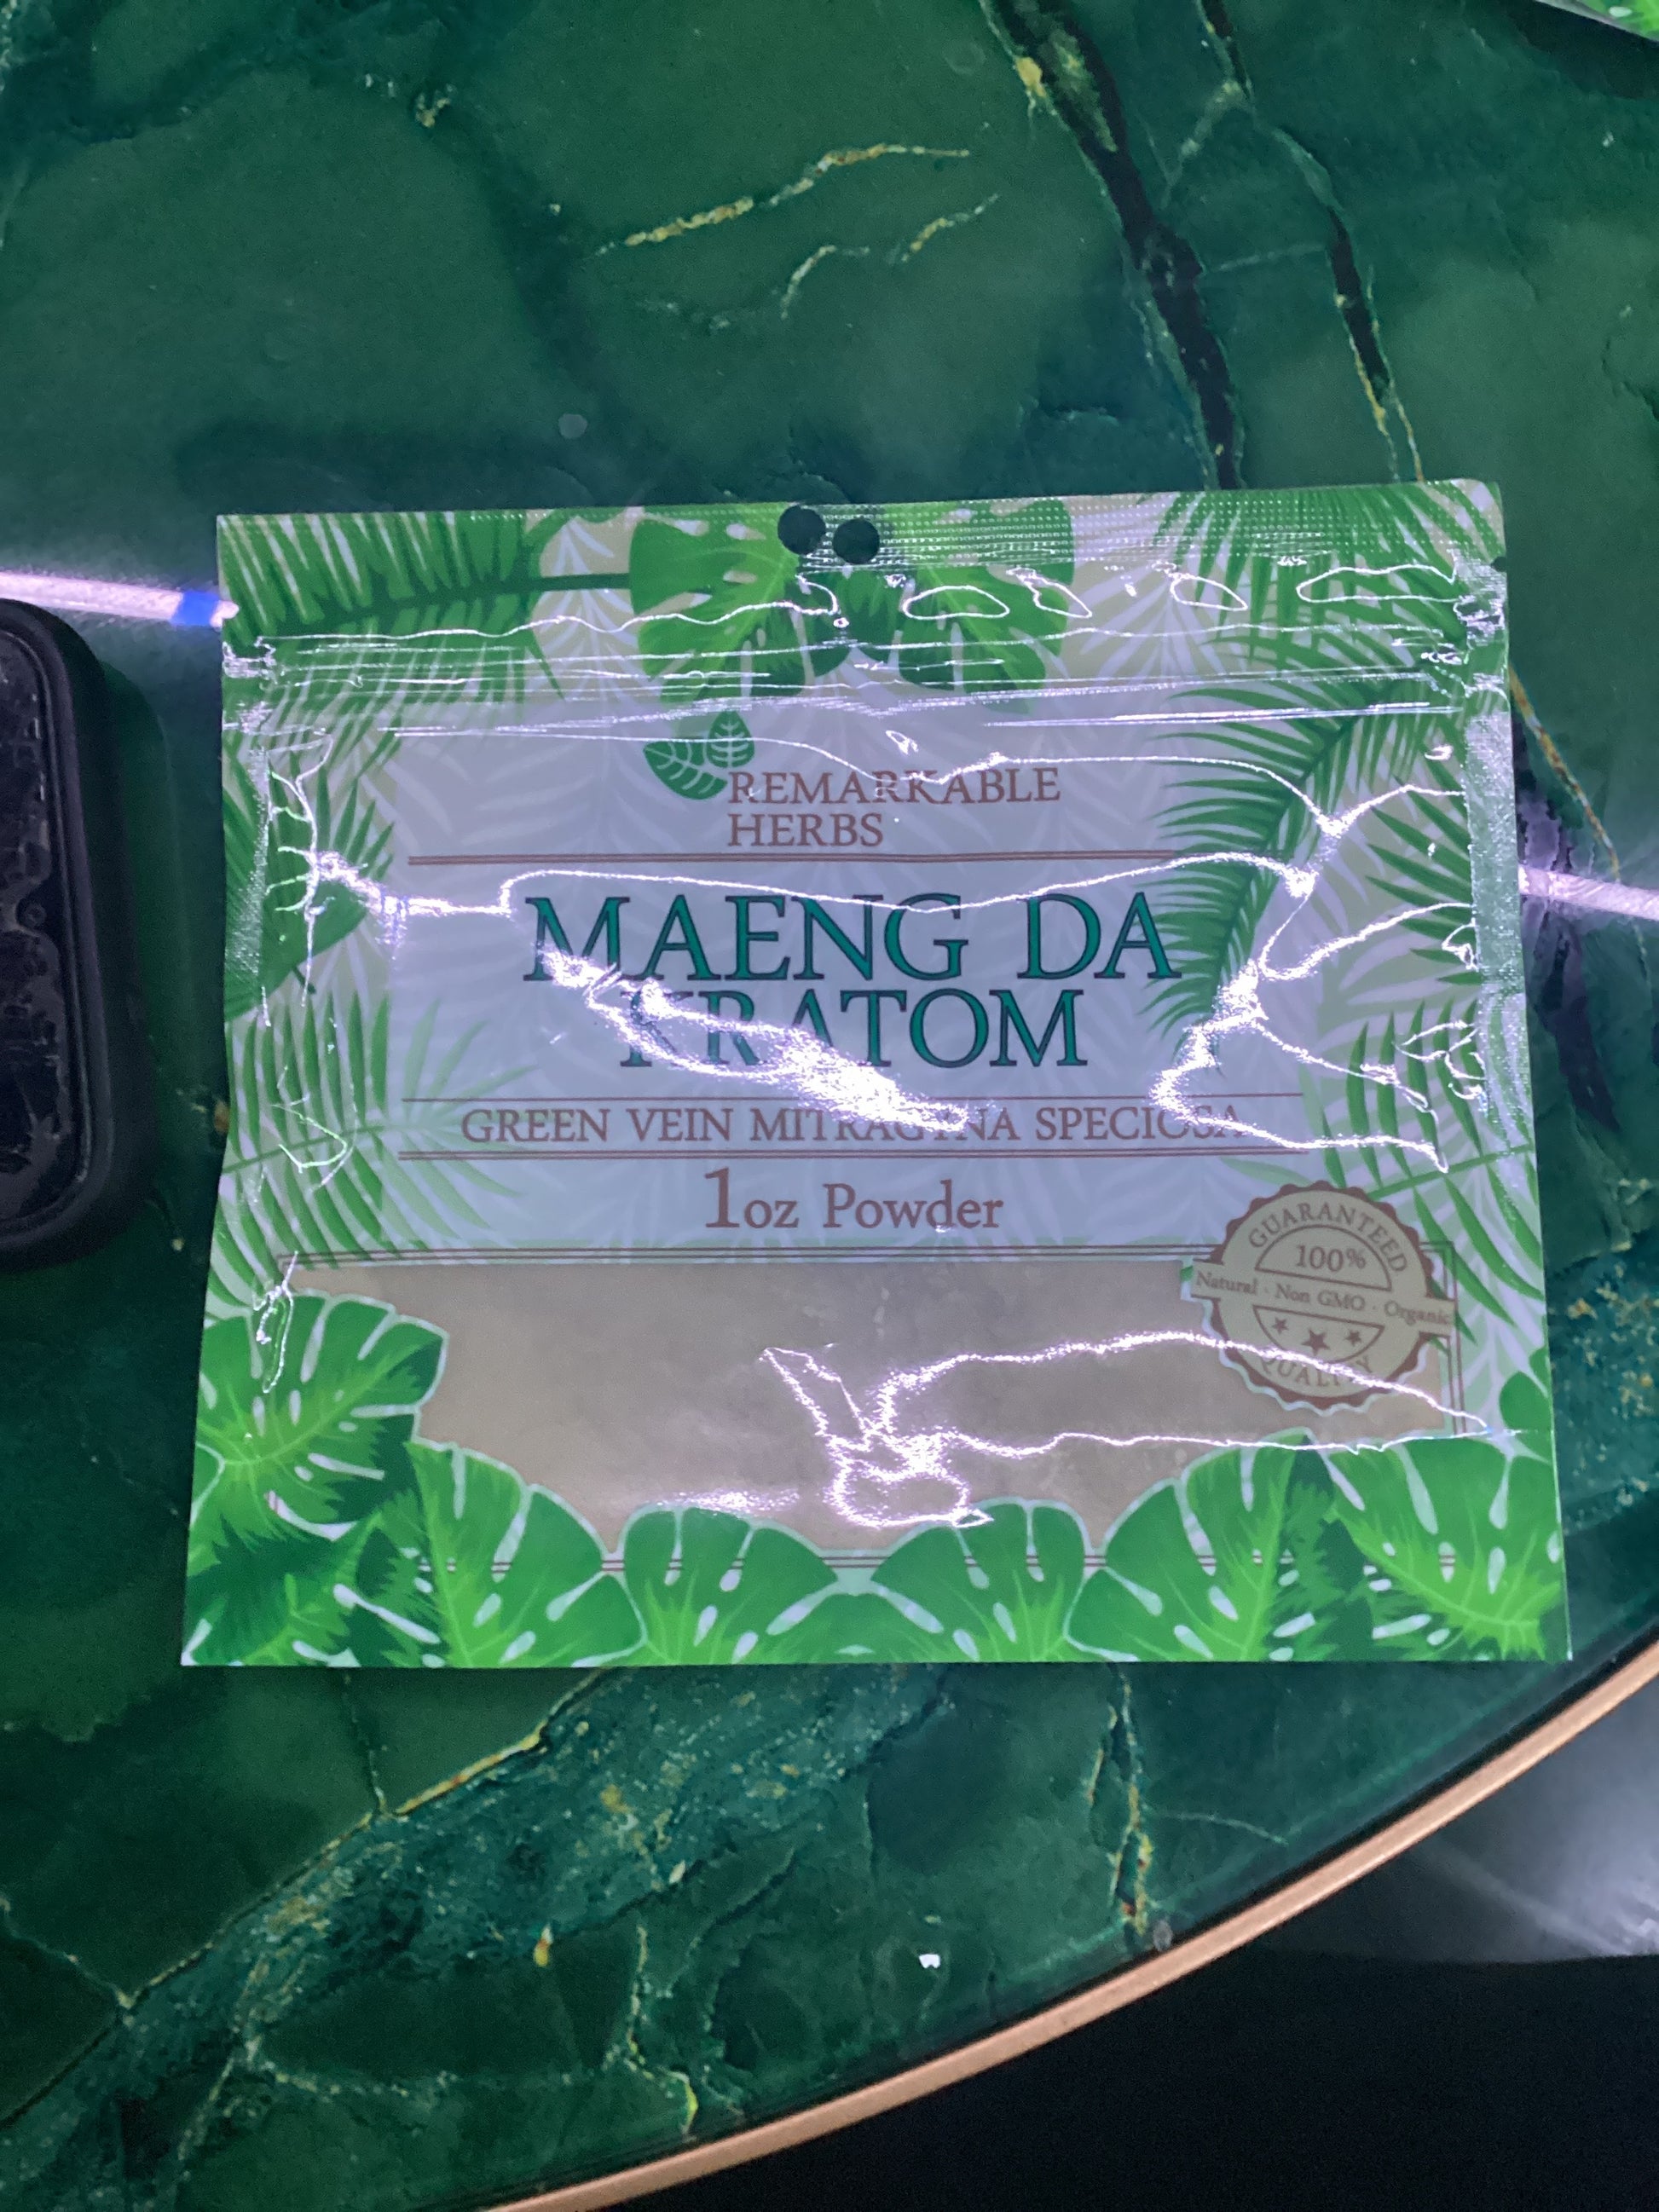 REMARKABLE
HERBS
MAENG DA
KRATOM
GREEN VEIN MITRAGYNA SPECIOSA
1oz Powder
GUARANTEED
100%
Natural · Non GMO · Organic
QUALITY